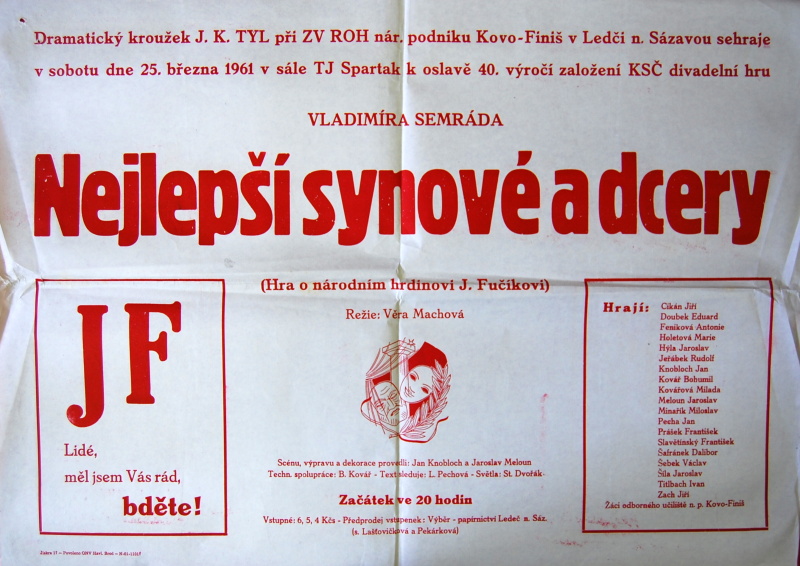 Dramatický kroužek J. K. TYL při ZV ROH nár. podniku Kovo-Finiš v Ledči n. Sázavou sehraje
v sobotu dne 25. března 1961 v sále TJ Spartak k oslavě 40. výročí založení KSČ divadelní hru
VLADIMÍRA SEMRÁDA
Nejlepší synové a dcery
(Hra o národním hrdinovi J. Fučíkovi)
Režie: Věra Machová
JF
Lidé,
měl jsem Vás rád,
bděte!
Scénu, výpravu a dekorace provedli: Jan Knobloch a Jaroslav Meloun
Techn. spolupráce: B. Kovář - Text sleduje: L. Pechová - Světla: St. Dvořák
Začátek ve 20 hodin
Vstupné: 6, 5, 4 Kčs - Předprodej vstupenek: Výběr - papírnictví Ledeč n. Sáz.
(s. Lašťovičková a Pekárková)
Hrají: Cikán Jiří
Doubek Eduard
Feniková Antonie
Holetová Marie
Hýla Jaroslav
Jeřábek Rudolf
Knobloch Jan
Kovář Bohumil
Kovářová Milada
Meloun Jaroslav
Minařík Miloslav
Pecha Jan
Prášek František
Slavětínský František
Šafránek Dalibor
Šebek Václav
Šíla Jaroslav
Titlbach Ivan
Zach Jiří
Žáci odborného učiliště n. p. Kovo-Finiš